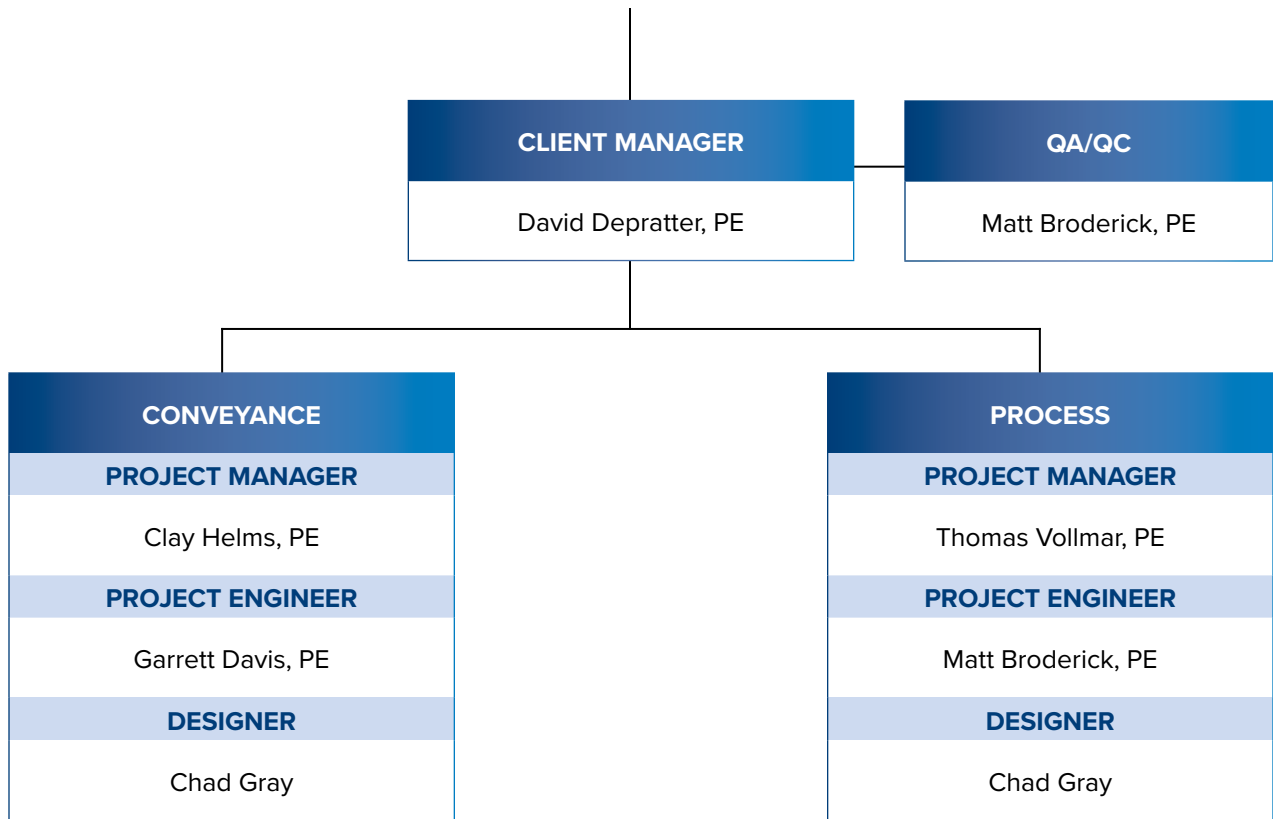 CLIENT MANAGER
David Depratter, PE
QA/QC
Matt Broderick, PE
CONVEYANCE
PROJECT MANAGER
Clay Helms, PE
PROJECT ENGINEER
Garrett Davis, PE
DESIGNER
Chad Gray
PROCESS
PROJECT MANAGER
Thomas Vollmar, PE
PROJECT ENGINEER
Matt Broderick, PE
DESIGNER
Chad Gray